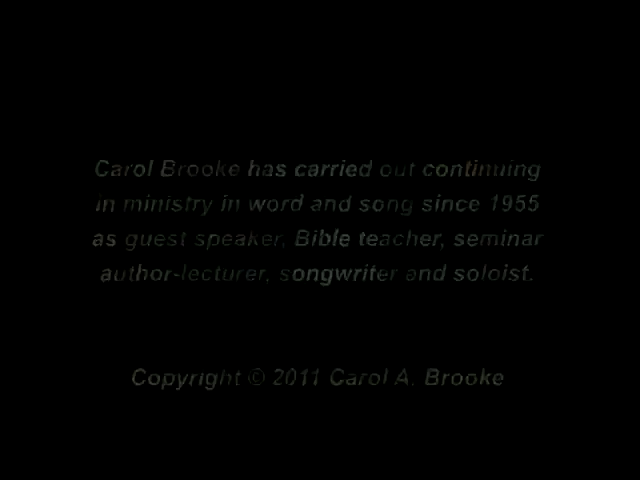 Carol Brooke has carried out continuing
in ministry in word and song since 1955
as guest speaker, Bible teacher, seminar
author-lecturer, songwriter and soloist.
Copyright © 2011 Carol A. Brooke